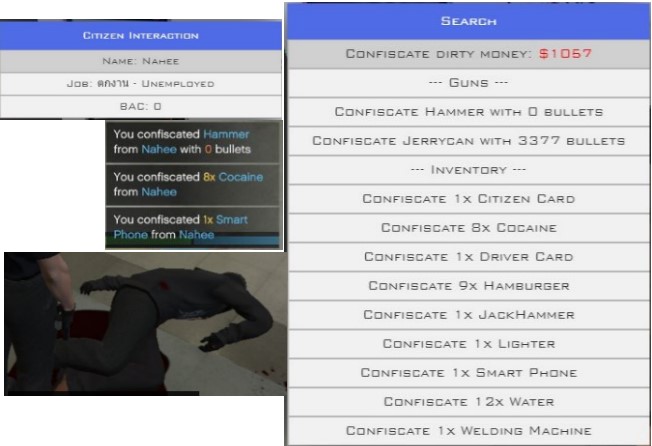 Citizen Interaction
Name: Nahee
Job: ตกงาน - Unemployed
BAC: 0
You confiscated Hammer
from Nahee with 0 bullets
You confiscated 8x Cocaine
from Nahee
You confiscated 1x Smart
Phone from Nahee
Search
Confiscate dirty money: $1057
--- Guns ---
Confiscate Hammer with 0 bullets
Confiscate Jerrycan with 3377 bullets
--- Inventory ---
Confiscate 1x Citizen Card
Confiscate 8x Cocaine
Confiscate 1x Driver Card
Confiscate 9x Hamburger
Confiscate 1x JackHammer
Confiscate 1x Lighter
Confiscate 1x Smart Phone
Confiscate 12x Water
Confiscate 1x Welding Machine